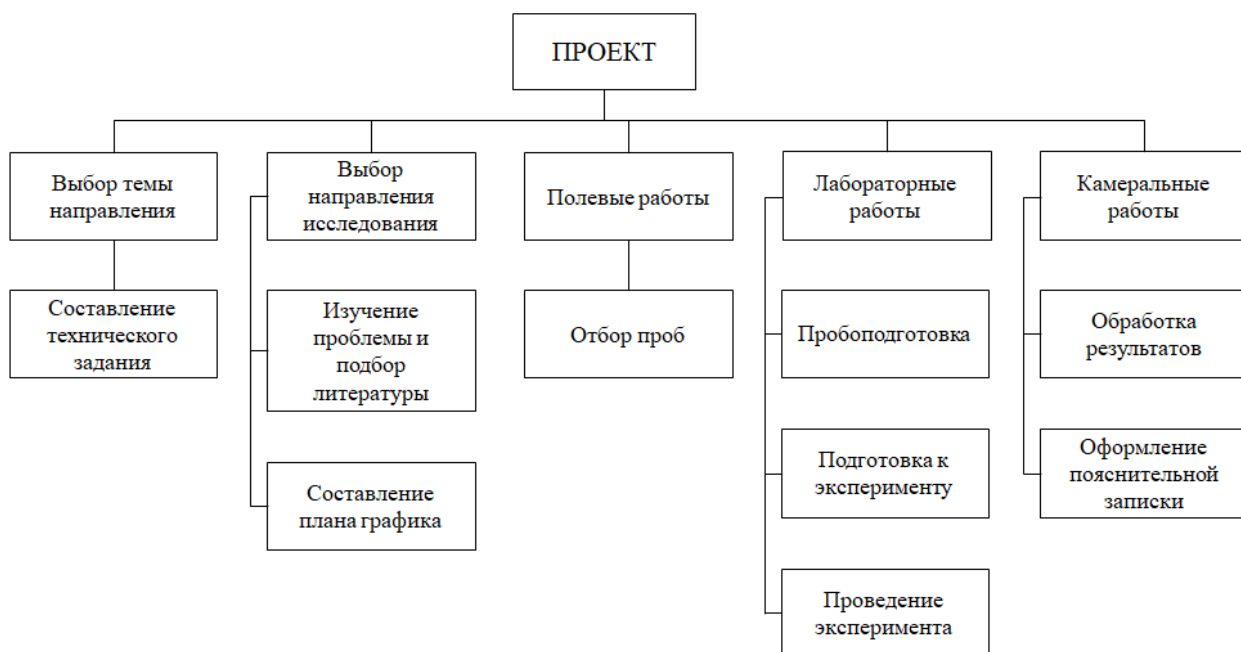 ПРОЕКТ
Выбор темы
направления
Выбор
направления
исследования
Полевые работы
Лабораторные
работы
Камеральные
работы
Составление
технического
задания
Изучение
проблемы и
подбор
литературы
Отбор проб
Пробоподготовка
Обработка
результатов
Составление
плана графика
Подготовка к
эксперименту
Оформление
пояснительной
записки
Проведение
эксперимента